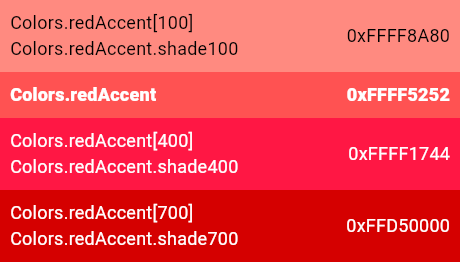 Colors.redAccent[100]
Colors.redAccent.shade100
0xFFFF8A80
Colors.redAccent
0xFFFF5252
Colors.redAccent[400]
Colors.redAccent.shade400
0xFFFF1744
Colors.redAccent[700]
Colors.redAccent.shade700
0xFFD50000